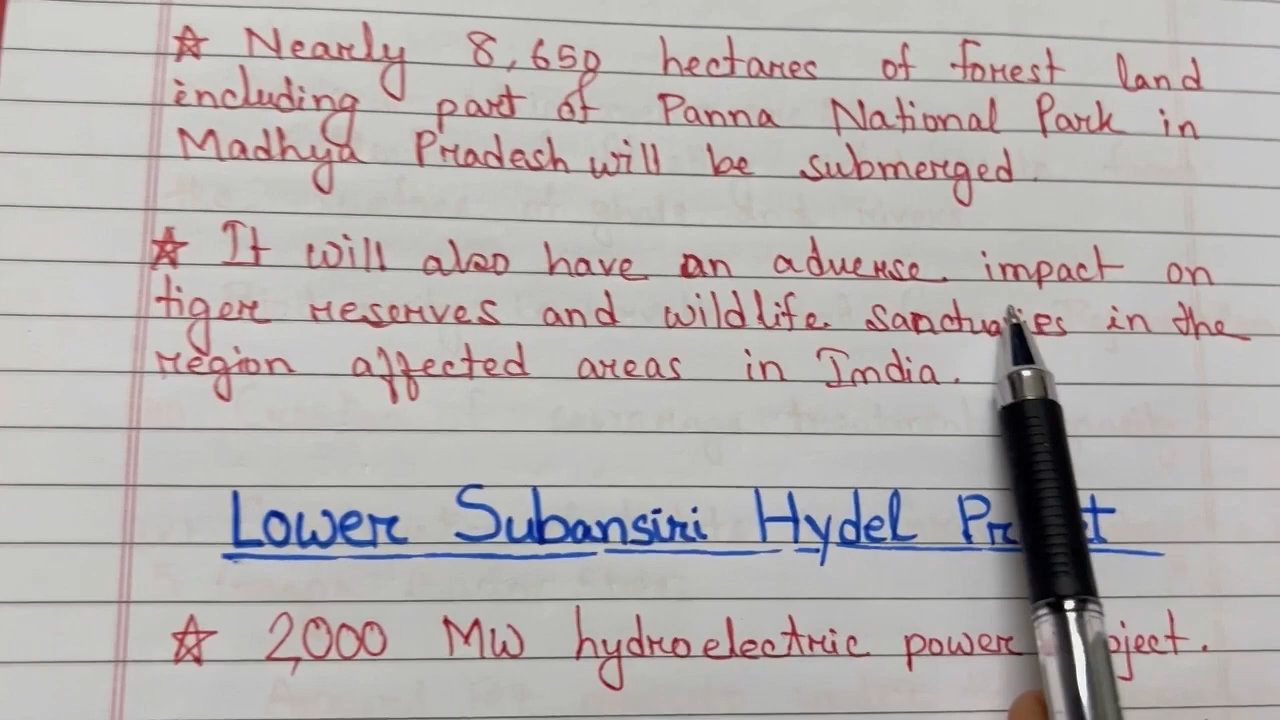 ☆ Nearly 8,650 hectares of forest land
including part of Panna National Park in
Madhya Pradesh will be submerged.
☆ It will also have an adverse impact on
tiger reserves and wildlife sanctuaries in the
region affected areas in India.
Lower Subansiri Hydel
☆ 2,000 MW hydroelectric power